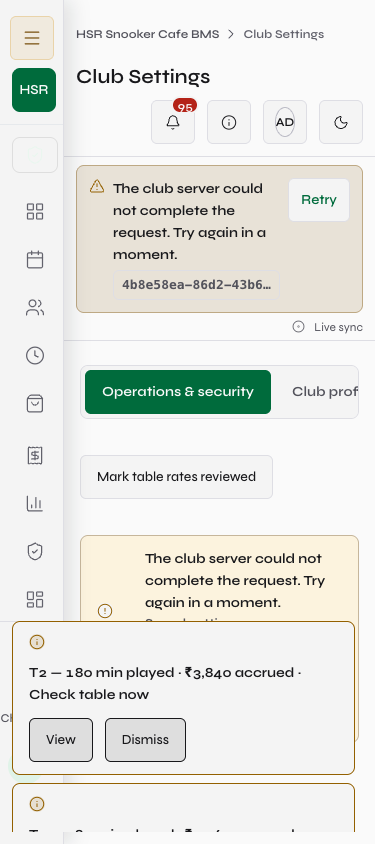 HSR Snooker Cafe BMS > Club Settings
HSR
Club Settings
95
AD
The club server could
not complete the
request. Try again in a
moment.
Retry
4b8e58ea-86d2-43b6…
Live sync
Operations & security
Club prof
Mark table rates reviewed
The club server could not
complete the request. Try
again in a moment.
T2 — 180 min played · ₹3,840 accrued ·
Check table now
View
Dismiss